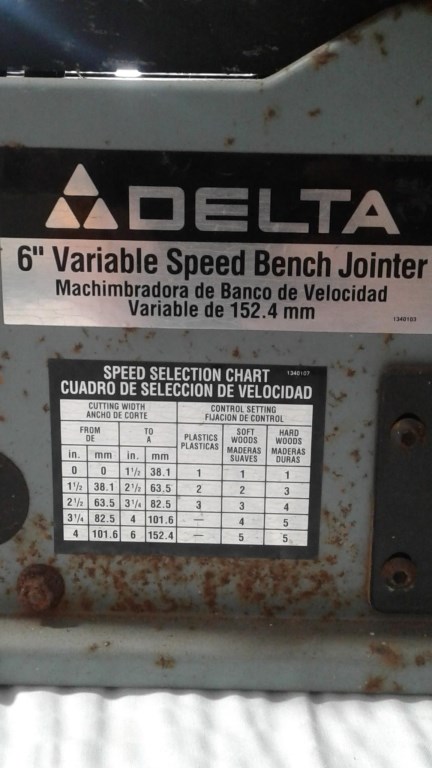 DELTA
6" Variable Speed Bench Jointer
Machimbradora de Banco de Velocidad
Variable de 152.4 mm
1340103
SPEED SELECTION CHART 1340107
CUADRO DE SELECCION DE VELOCIDAD
CUTTING WIDTH CONTROL SETTING
ANCHO DE CORTE FIJACION DE CONTROL
FROM TO PLASTICS SOFT HARD
DE A PLASTICAS WOODS WOODS
MADERAS MADERAS
SUAVES DURAS
in. mm in. mm
0 0 1 1/2 38.1 1 1 1
1 1/2 38.1 2 1/2 63.5 2 2 3
2 1/2 63.5 3 1/4 82.5 3 3 4
3 1/4 82.5 4 101.6 — 4 5
4 101.6 6 152.4 — 5 5